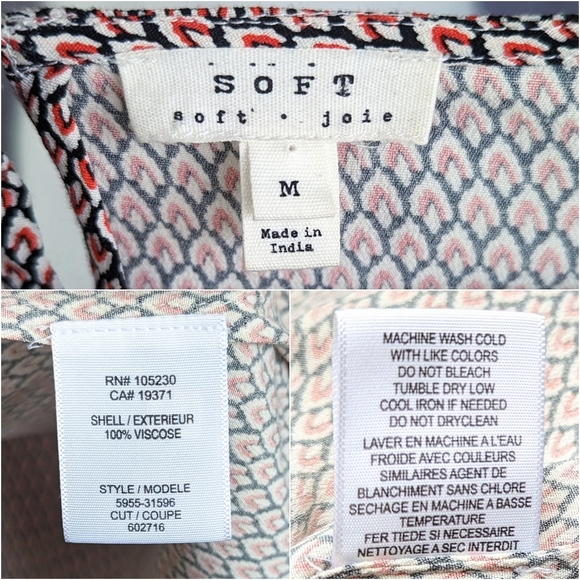 SOFT
soft · joie
M
Made in
India
RN# 105230
CA# 19371
SHELL / EXTERIEUR
100% VISCOSE
STYLE / MODELE
5955-31596
CUT / COUPE
602716
MACHINE WASH COLD
WITH LIKE COLORS
DO NOT BLEACH
TUMBLE DRY LOW
COOL IRON IF NEEDED
DO NOT DRYCLEAN
LAVER EN MACHINE A L'EAU
FROIDE AVEC COULEURS
SIMILAIRES AGENT DE
BLANCHIMENT SANS CHLORE
SECHAGE EN MACHINE A BASSE
TEMPERATURE
FER TIEDE SI NECESSAIRE
NETTOYAGE A SEC INTERDIT